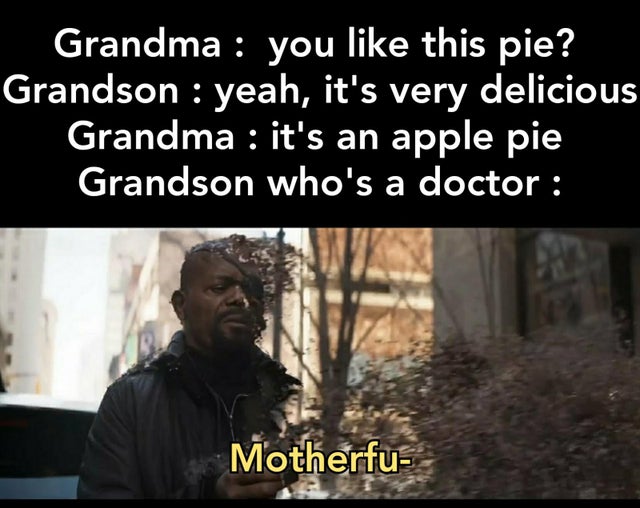 Grandma :  you like this pie?
Grandson : yeah, it's very delicious
Grandma : it's an apple pie
Grandson who's a doctor :
Motherfu-